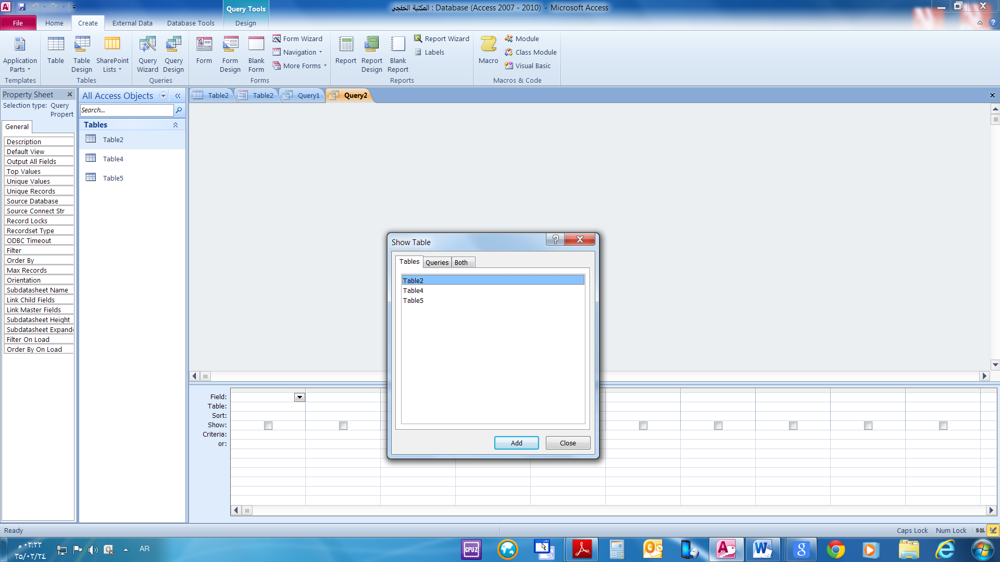 Query Tools
المكتبة الخفجي : Database (Access 2007 - 2010) - Microsoft Access
File
Home
Create
External Data
Database Tools
Design
Application Parts
Table
Table Design
SharePoint Lists
Query Wizard
Query Design
Form
Form Design
Blank Form
Form Wizard
Navigation
More Forms
Report
Report Design
Blank Report
Report Wizard
Labels
Macro
Module
Class Module
Visual Basic
Templates
Tables
Queries
Forms
Reports
Macros & Code
Property Sheet
Selection type: Query
Propert
General
Description
Default View
Output All Fields
Top Values
Unique Values
Unique Records
Source Database
Source Connect Str
Record Locks
Recordset Type
ODBC Timeout
Filter
Order By
Max Records
Orientation
Subdatasheet Name
Link Child Fields
Link Master Fields
Subdatasheet Height
Subdatasheet Expand
Filter On Load
Order By On Load
All Access Objects
Search...
Tables
Table2
Table4
Table5
Table2
Table2
Query1
Query2
Show Table
Tables
Queries
Both
Table2
Table4
Table5
Add
Close
Field:
Table:
Sort:
Show:
Criteria:
or:
Ready
Caps Lock
Num Lock
SQL
٠٢:٢٢ م
٣٥/٠٢/٢٤
AR
CPU Z